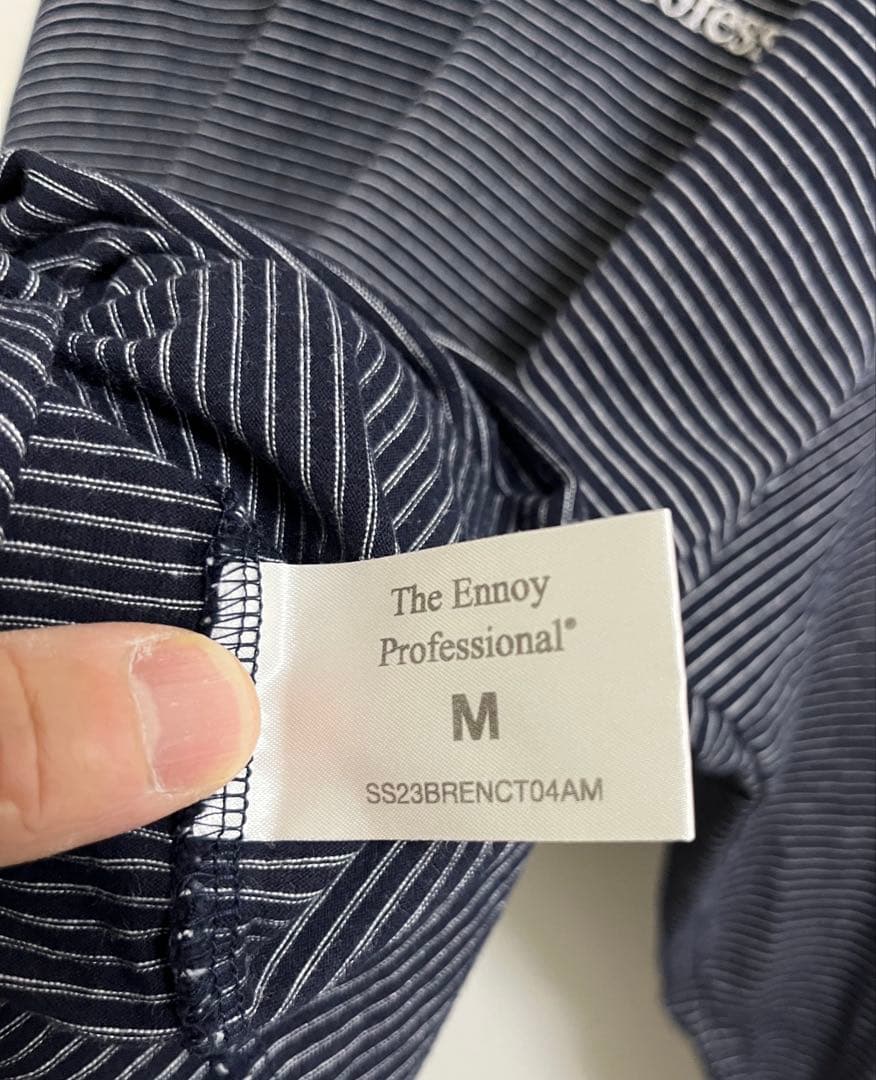 The Ennoy
Professional®
M
SS23BRENCT04AM